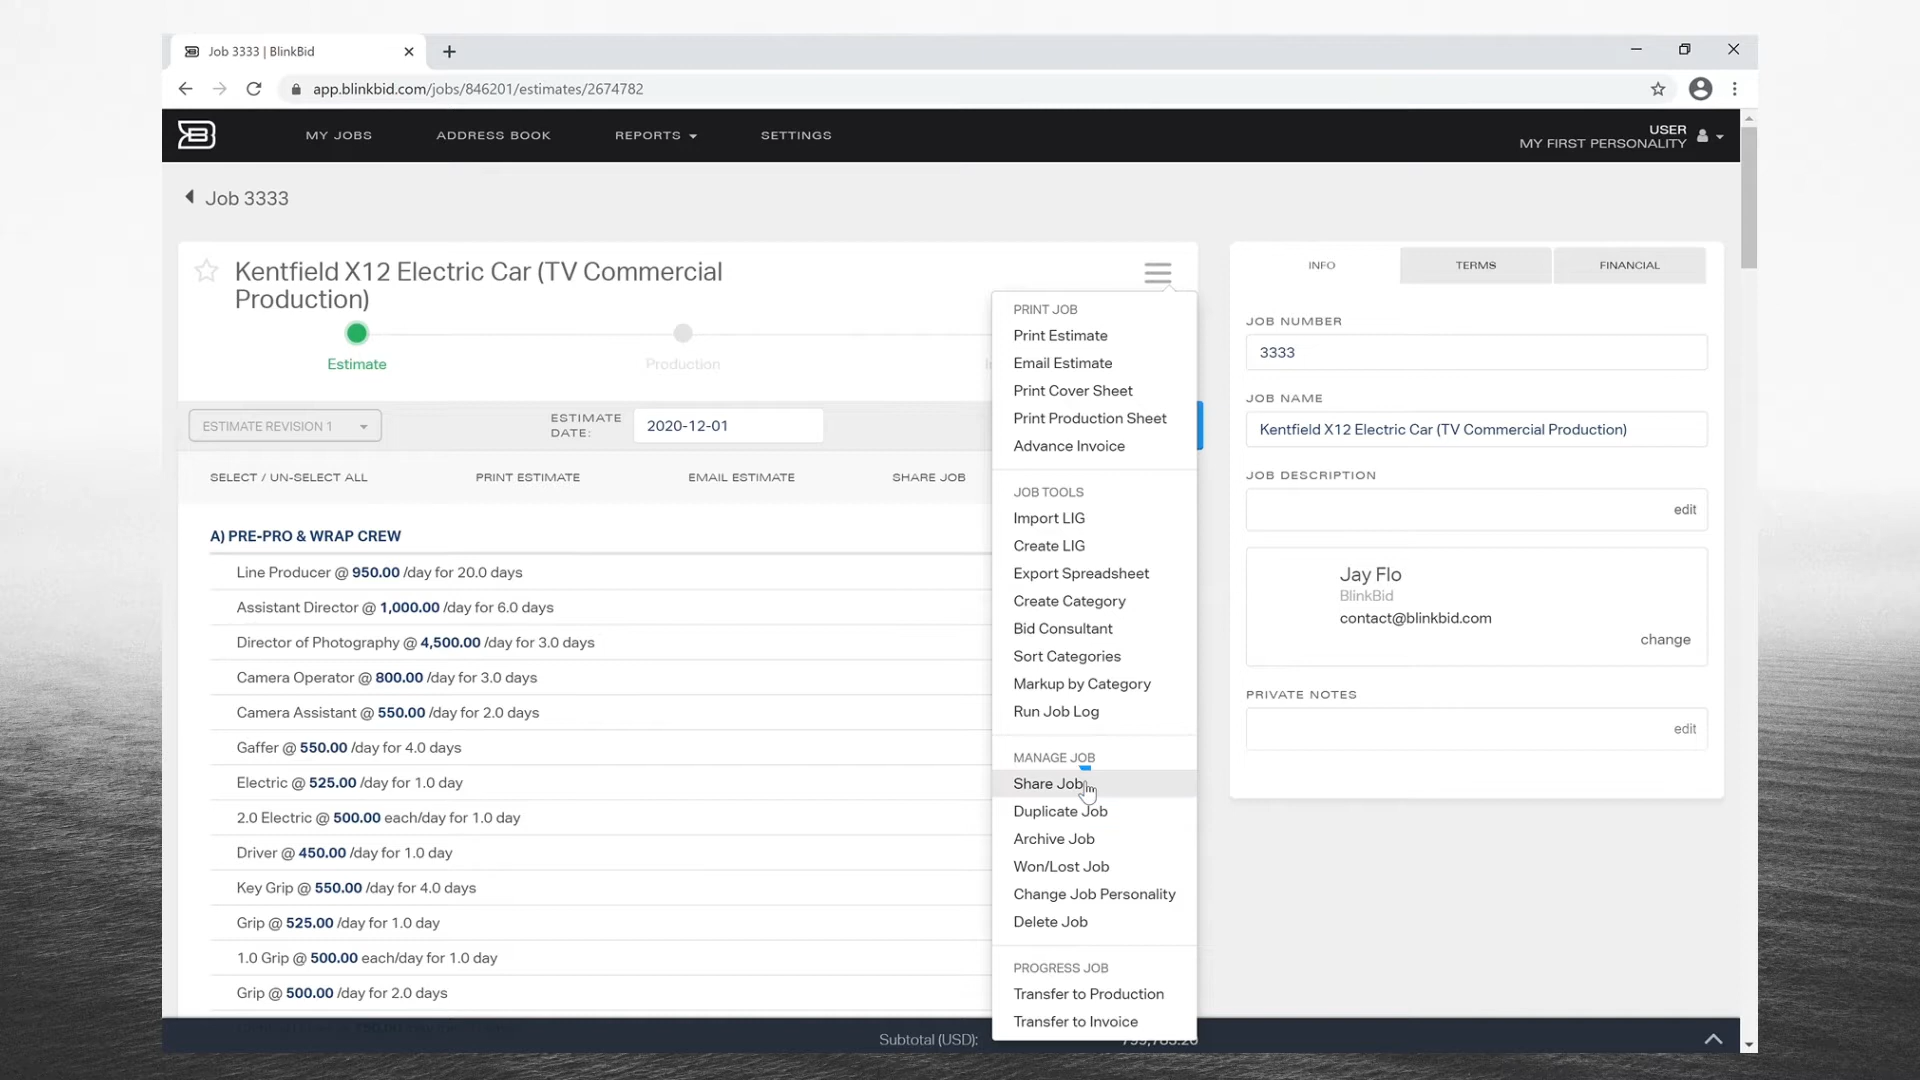 Job 3333 | BlinkBid
app.blinkbid.com/jobs/846201/estimates/2674782
MY JOBS
ADDRESS BOOK
REPORTS
SETTINGS
USER
MY FIRST PERSONALITY
Job 3333
Kentfield X12 Electric Car (TV Commercial
Production)
Estimate
Production
ESTIMATE REVISION 1
ESTIMATE
DATE:
2020-12-01
SELECT / UN-SELECT ALL
PRINT ESTIMATE
EMAIL ESTIMATE
SHARE JOB
A) PRE-PRO & WRAP CREW
Line Producer @ 950.00 /day for 20.0 days
Assistant Director @ 1,000.00 /day for 6.0 days
Director of Photography @ 4,500.00 /day for 3.0 days
Camera Operator @ 800.00 /day for 3.0 days
Camera Assistant @ 550.00 /day for 2.0 days
Gaffer @ 550.00 /day for 4.0 days
Electric @ 525.00 /day for 1.0 day
2.0 Electric @ 500.00 each/day for 1.0 day
Driver @ 450.00 /day for 1.0 day
Key Grip @ 550.00 /day for 4.0 days
Grip @ 525.00 /day for 1.0 day
1.0 Grip @ 500.00 each/day for 1.0 day
Grip @ 500.00 /day for 2.0 days
Subtotal (USD):
PRINT JOB
Print Estimate
Email Estimate
Print Cover Sheet
Print Production Sheet
Advance Invoice
JOB TOOLS
Import LIG
Create LIG
Export Spreadsheet
Create Category
Bid Consultant
Sort Categories
Markup by Category
Run Job Log
MANAGE JOB
Share Job
Duplicate Job
Archive Job
Won/Lost Job
Change Job Personality
Delete Job
PROGRESS JOB
Transfer to Production
Transfer to Invoice
INFO
TERMS
FINANCIAL
JOB NUMBER
3333
JOB NAME
Kentfield X12 Electric Car (TV Commercial Production)
JOB DESCRIPTION
edit
Jay Flo
BlinkBid
contact@blinkbid.com
change
PRIVATE NOTES
edit